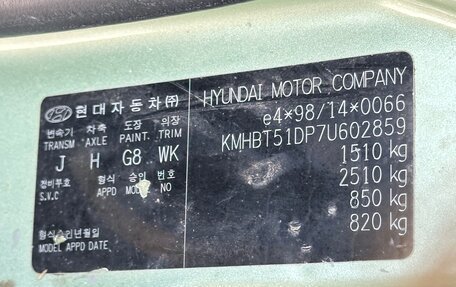 현대자동차㈜
변속기 차축 도장 위장
TRANSM AXLE PAINT. TRIM
J H G8 WK
정비부호 형식 승인 번호
S.V.C APPD MODEL NO
형식승인년월일
MODEL APPD DATE
HYUNDAI MOTOR COMPANY
e4*98/14*0066
KMHBT51DP7U602859
1510 kg
2510 kg
850 kg
820 kg